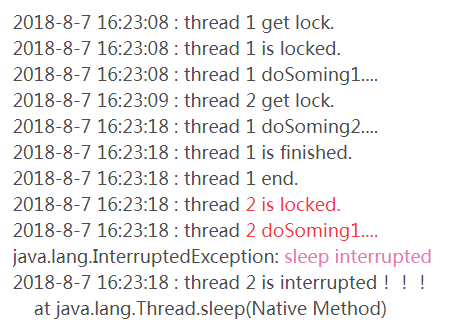 2018-8-7 16:23:08 : thread 1 get lock.
2018-8-7 16:23:08 : thread 1 is locked.
2018-8-7 16:23:08 : thread 1 doSoming1....
2018-8-7 16:23:09 : thread 2 get lock.
2018-8-7 16:23:18 : thread 1 doSoming2....
2018-8-7 16:23:18 : thread 1 is finished.
2018-8-7 16:23:18 : thread 1 end.
2018-8-7 16:23:18 : thread 2 is locked.
2018-8-7 16:23:18 : thread 2 doSoming1....
java.lang.InterruptedException: sleep interrupted
2018-8-7 16:23:18 : thread 2 is interrupted！！！
at java.lang.Thread.sleep(Native Method)